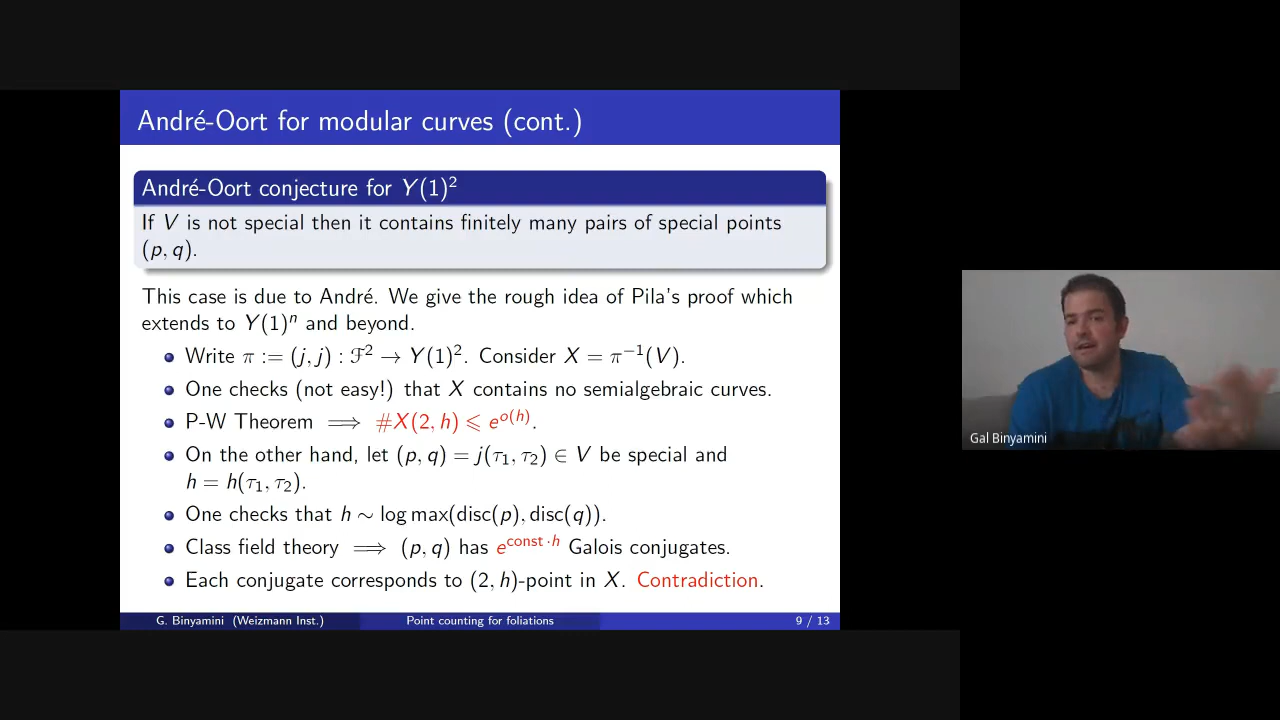 André-Oort for modular curves (cont.)
André-Oort conjecture for Y(1)²
If V is not special then it contains finitely many pairs of special points
(p, q).
This case is due to André. We give the rough idea of Pila's proof which
extends to Y(1)ⁿ and beyond.
Write π := (j, j) : ℱ² → Y(1)². Consider X = π⁻¹(V).
One checks (not easy!) that X contains no semialgebraic curves.
P-W Theorem ⟹ #X(2, h) ⩽ e^{o(h)}.
On the other hand, let (p, q) = j(τ₁, τ₂) ∈ V be special and
h = h(τ₁, τ₂).
One checks that h ∼ log max(disc(p), disc(q)).
Class field theory ⟹ (p, q) has e^{const·h} Galois conjugates.
Each conjugate corresponds to (2, h)-point in X. Contradiction.
G. Binyamini (Weizmann Inst.) Point counting for foliations 9 / 13
Gal Binyamini